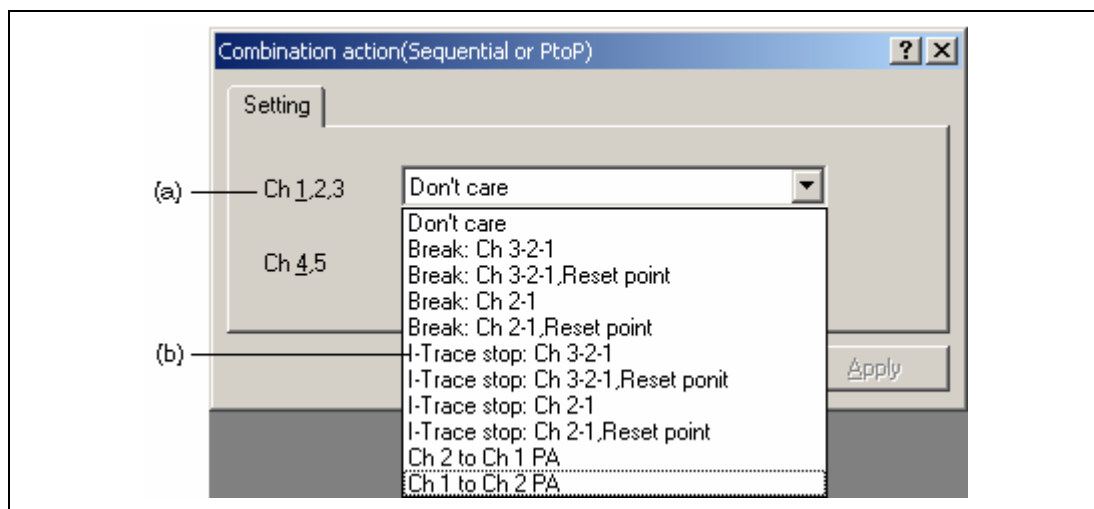 Combination action(Sequential or PtoP)
Setting
(a) Ch 1,2,3 Don't care
Don't care
Break: Ch 3-2-1
Ch 4,5
Break: Ch 3-2-1,Reset point
Break: Ch 2-1
Break: Ch 2-1,Reset point
(b) I-Trace stop: Ch 3-2-1
I-Trace stop: Ch 3-2-1,Reset ponit
Apply
I-Trace stop: Ch 2-1
I-Trace stop: Ch 2-1,Reset point
Ch 2 to Ch 1 PA
Ch 1 to Ch 2 PA